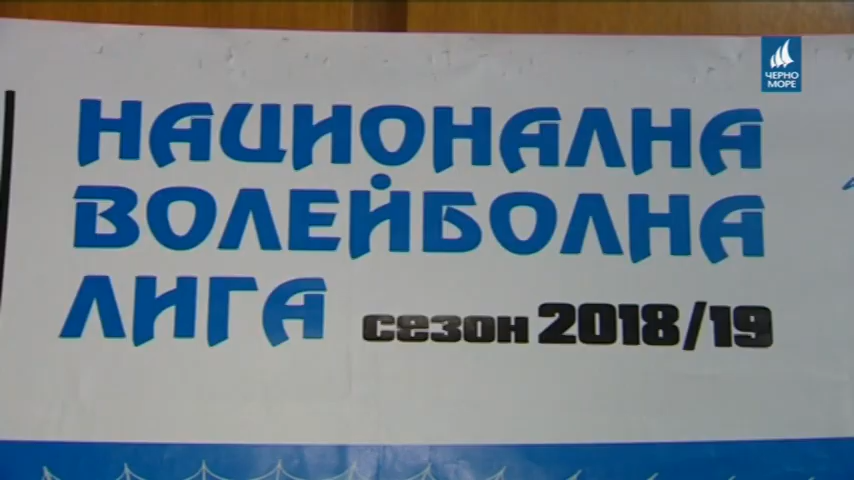 ЧЕРНО
МОРЕ
НАЦИОНАЛНА
ВОЛЕЙБОЛНА
ЛИГА сезон 2018/19